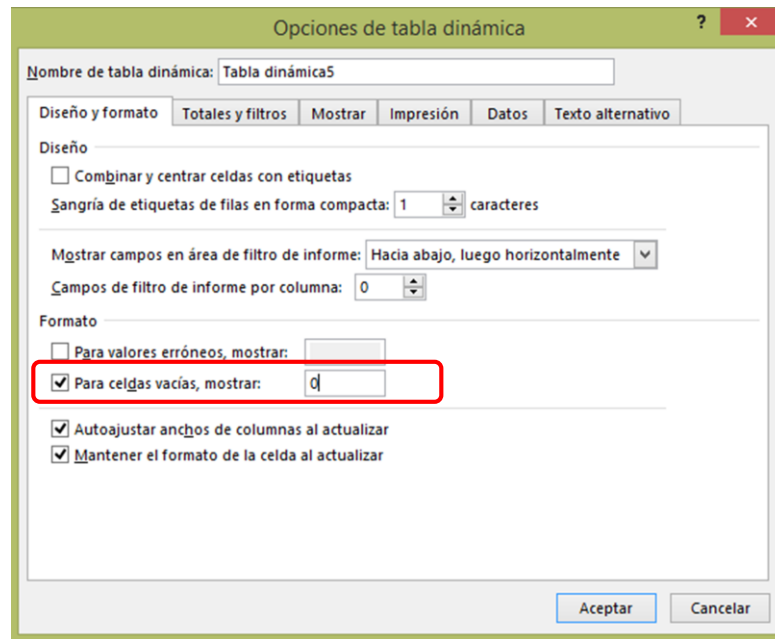 Opciones de tabla dinámica
?
×
Nombre de tabla dinámica: Tabla dinámica5
Diseño y formato Totales y filtros Mostrar Impresión Datos Texto alternativo
Diseño
Combinar y centrar celdas con etiquetas
Sangría de etiquetas de filas en forma compacta: 1 caracteres
Mostrar campos en área de filtro de informe: Hacia abajo, luego horizontalmente
Campos de filtro de informe por columna: 0
Formato
Para valores erróneos, mostrar:
Para celdas vacías, mostrar: 0
Autoajustar anchos de columnas al actualizar
Mantener el formato de la celda al actualizar
Aceptar Cancelar